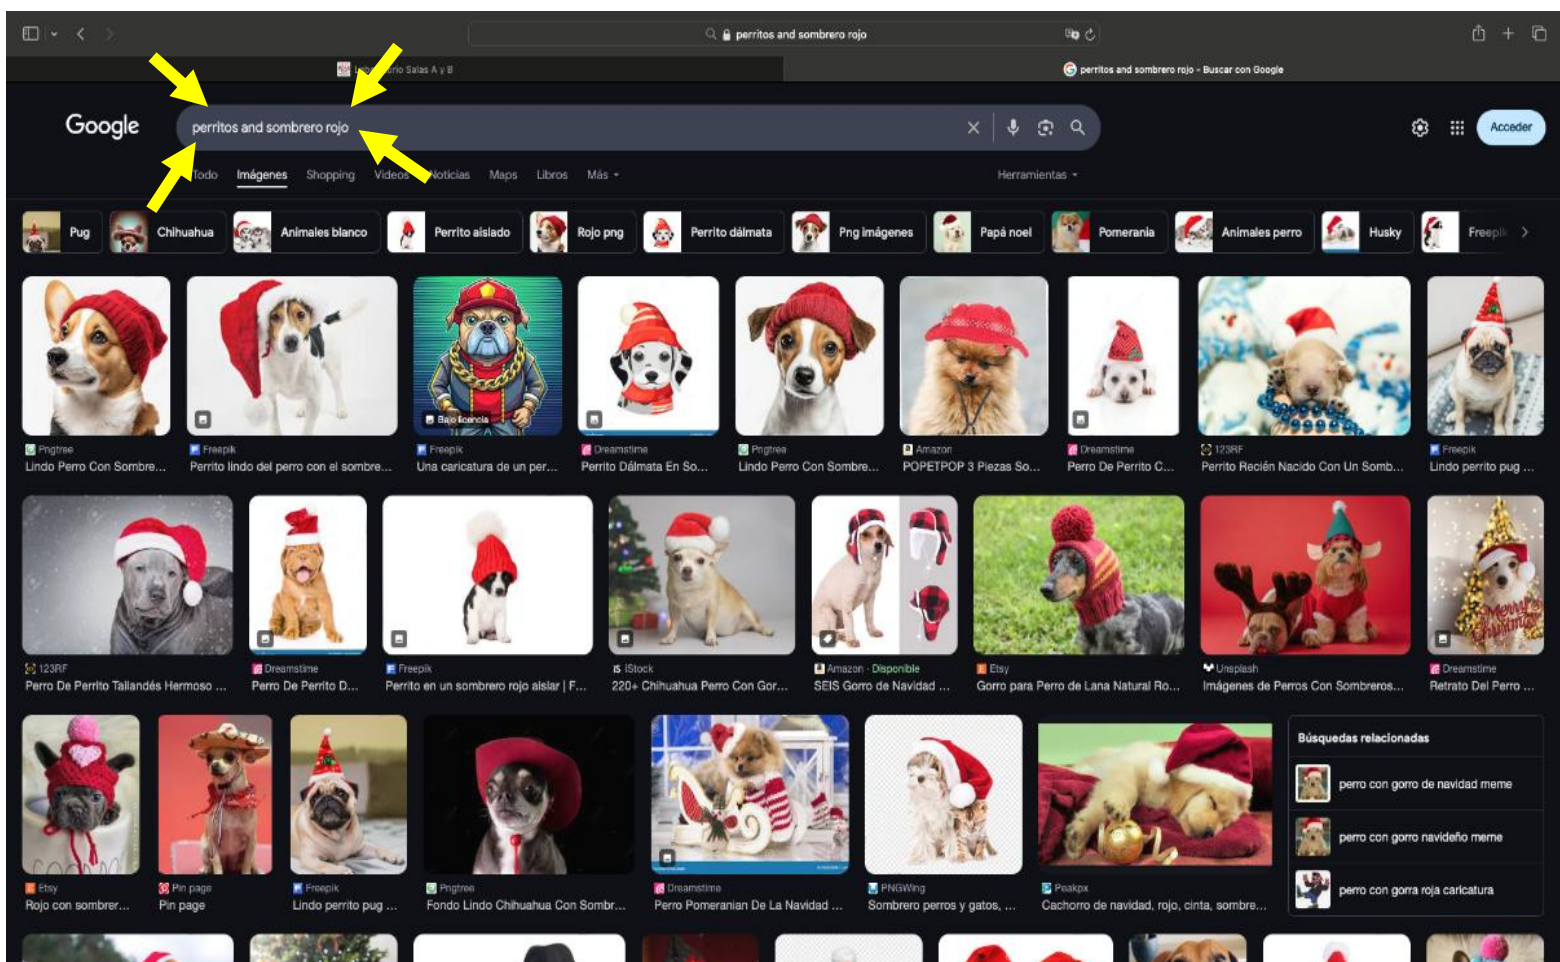 perritos and sombrero rojo
Laboratorio Salas A y B
perritos and sombrero rojo - Buscar con Google
Google
perritos and sombrero rojo
Acceder
Todo Imágenes Shopping Videos Noticias Maps Libros Más
Herramientas
Pug Chihuahua Animales blanco Perrito aislado Rojo png Perrito dálmata Png imágenes Papá noel Pomerania Animales perro Husky Freepik
Bajo licencia
Pngtree Freepik Freepik Dreamstime Pngtree Amazon Dreamstime 123RF Freepik
Lindo Perro Con Sombre... Perrito lindo del perro con el sombre... Una caricatura de un per... Perrito Dálmata En So... Lindo Perro Con Sombre... POPETPOP 3 Piezas So... Perro De Perrito C... Perrito Recién Nacido Con Un Somb... Lindo perrito pug ...
Merry
Christmas
123RF Dreamstime Freepik iS iStock Amazon · Disponible Etsy Unsplash Dreamstime
Perro De Perrito Tailandés Hermoso ... Perro De Perrito D... Perrito en un sombrero rojo aislar | F... 220+ Chihuahua Perro Con Gor... SEIS Gorro de Navidad ... Gorro para Perro de Lana Natural Ro... Imágenes de Perros Con Sombreros... Retrato Del Perro ...
Búsquedas relacionadas
perro con gorro de navidad meme
perro con gorro navideño meme
perro con gorra roja caricatura
Etsy Pin page Freepik Pngtree Dreamstime PNGWing Peakpx
Rojo con sombrer... Pin page Lindo perrito pug ... Fondo Lindo Chihuahua Con Sombr... Perro Pomeranian De La Navidad ... Sombrero perros y gatos, ... Cachorro de navidad, rojo, cinta, sombre...